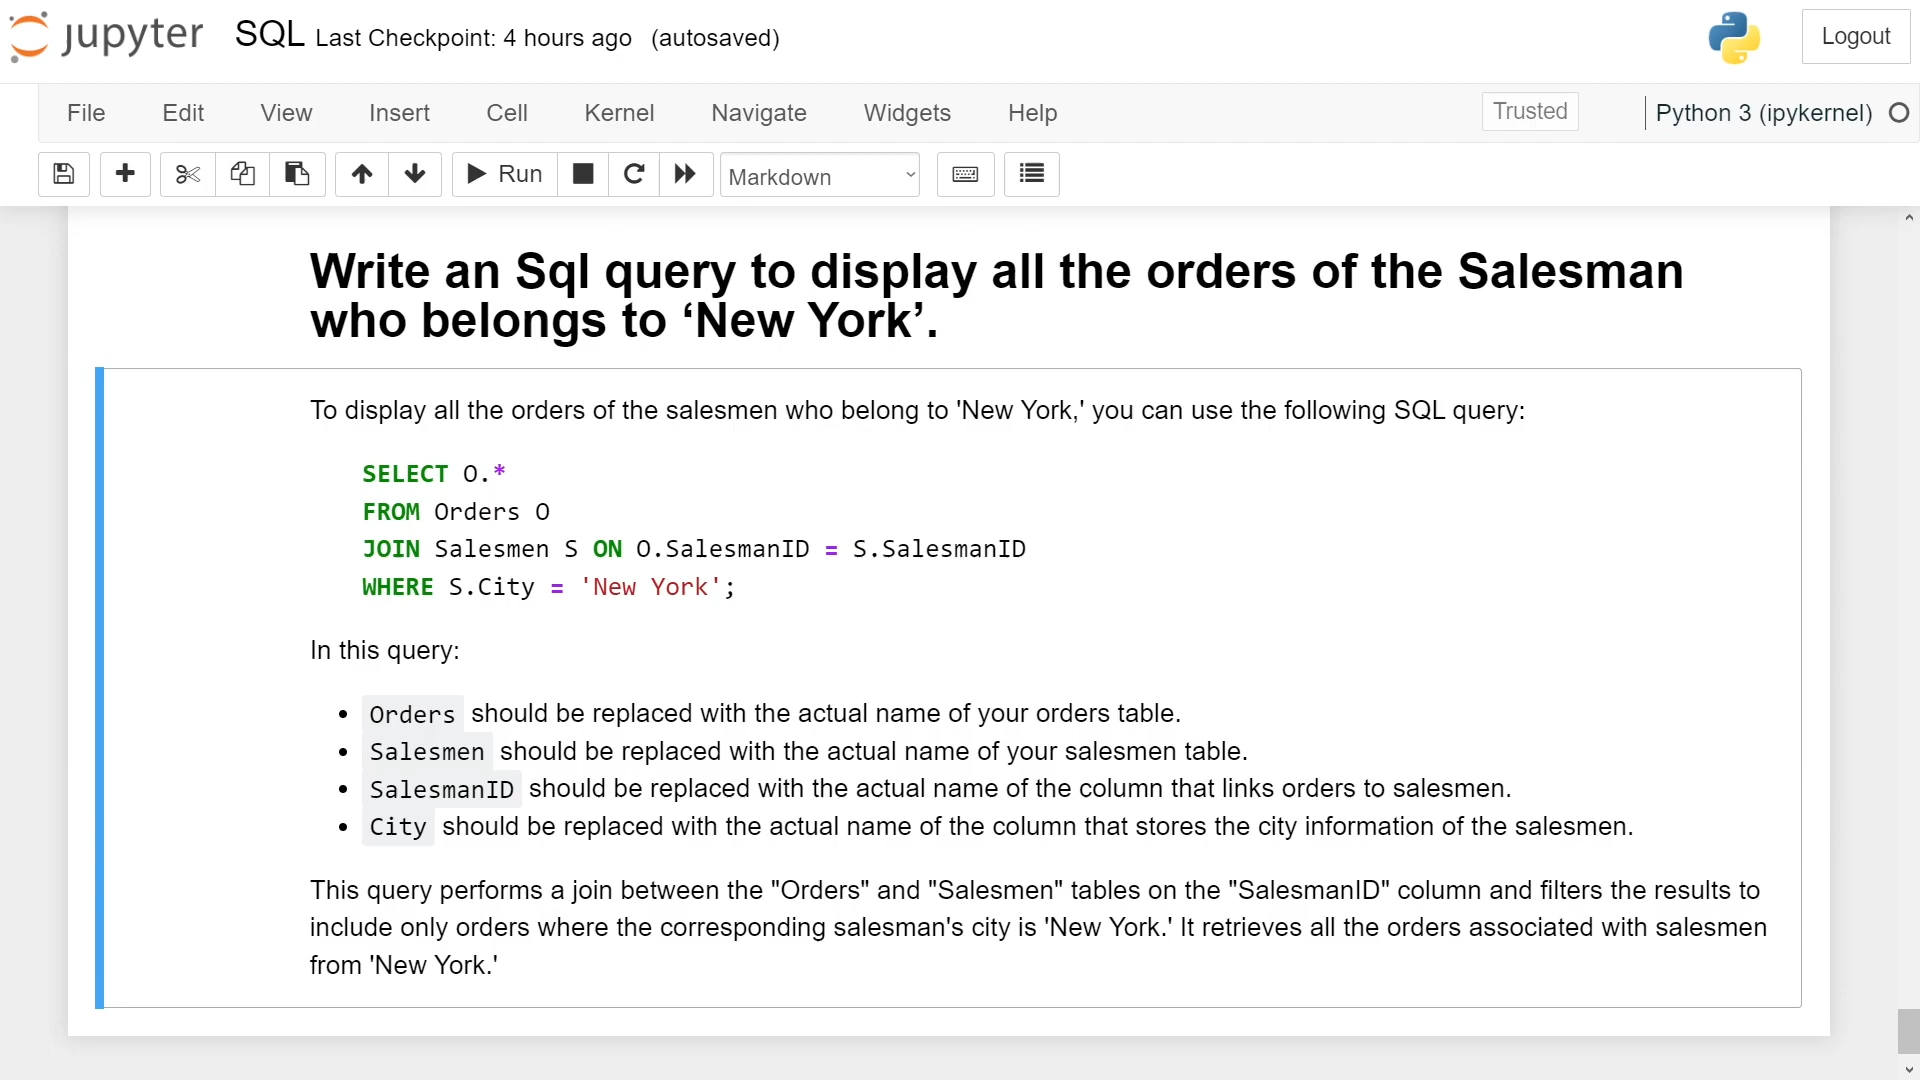 jupyter SQL Last Checkpoint: 4 hours ago (autosaved) Logout
File Edit View Insert Cell Kernel Navigate Widgets Help Trusted Python 3 (ipykernel)
Run Markdown
Write an Sql query to display all the orders of the Salesman
who belongs to ‘New York’.
To display all the orders of the salesmen who belong to 'New York,' you can use the following SQL query:
SELECT O.*
FROM Orders O
JOIN Salesmen S ON O.SalesmanID = S.SalesmanID
WHERE S.City = 'New York';
In this query:
• Orders should be replaced with the actual name of your orders table.
• Salesmen should be replaced with the actual name of your salesmen table.
• SalesmanID should be replaced with the actual name of the column that links orders to salesmen.
• City should be replaced with the actual name of the column that stores the city information of the salesmen.
This query performs a join between the "Orders" and "Salesmen" tables on the "SalesmanID" column and filters the results to
include only orders where the corresponding salesman's city is 'New York.' It retrieves all the orders associated with salesmen
from 'New York.'